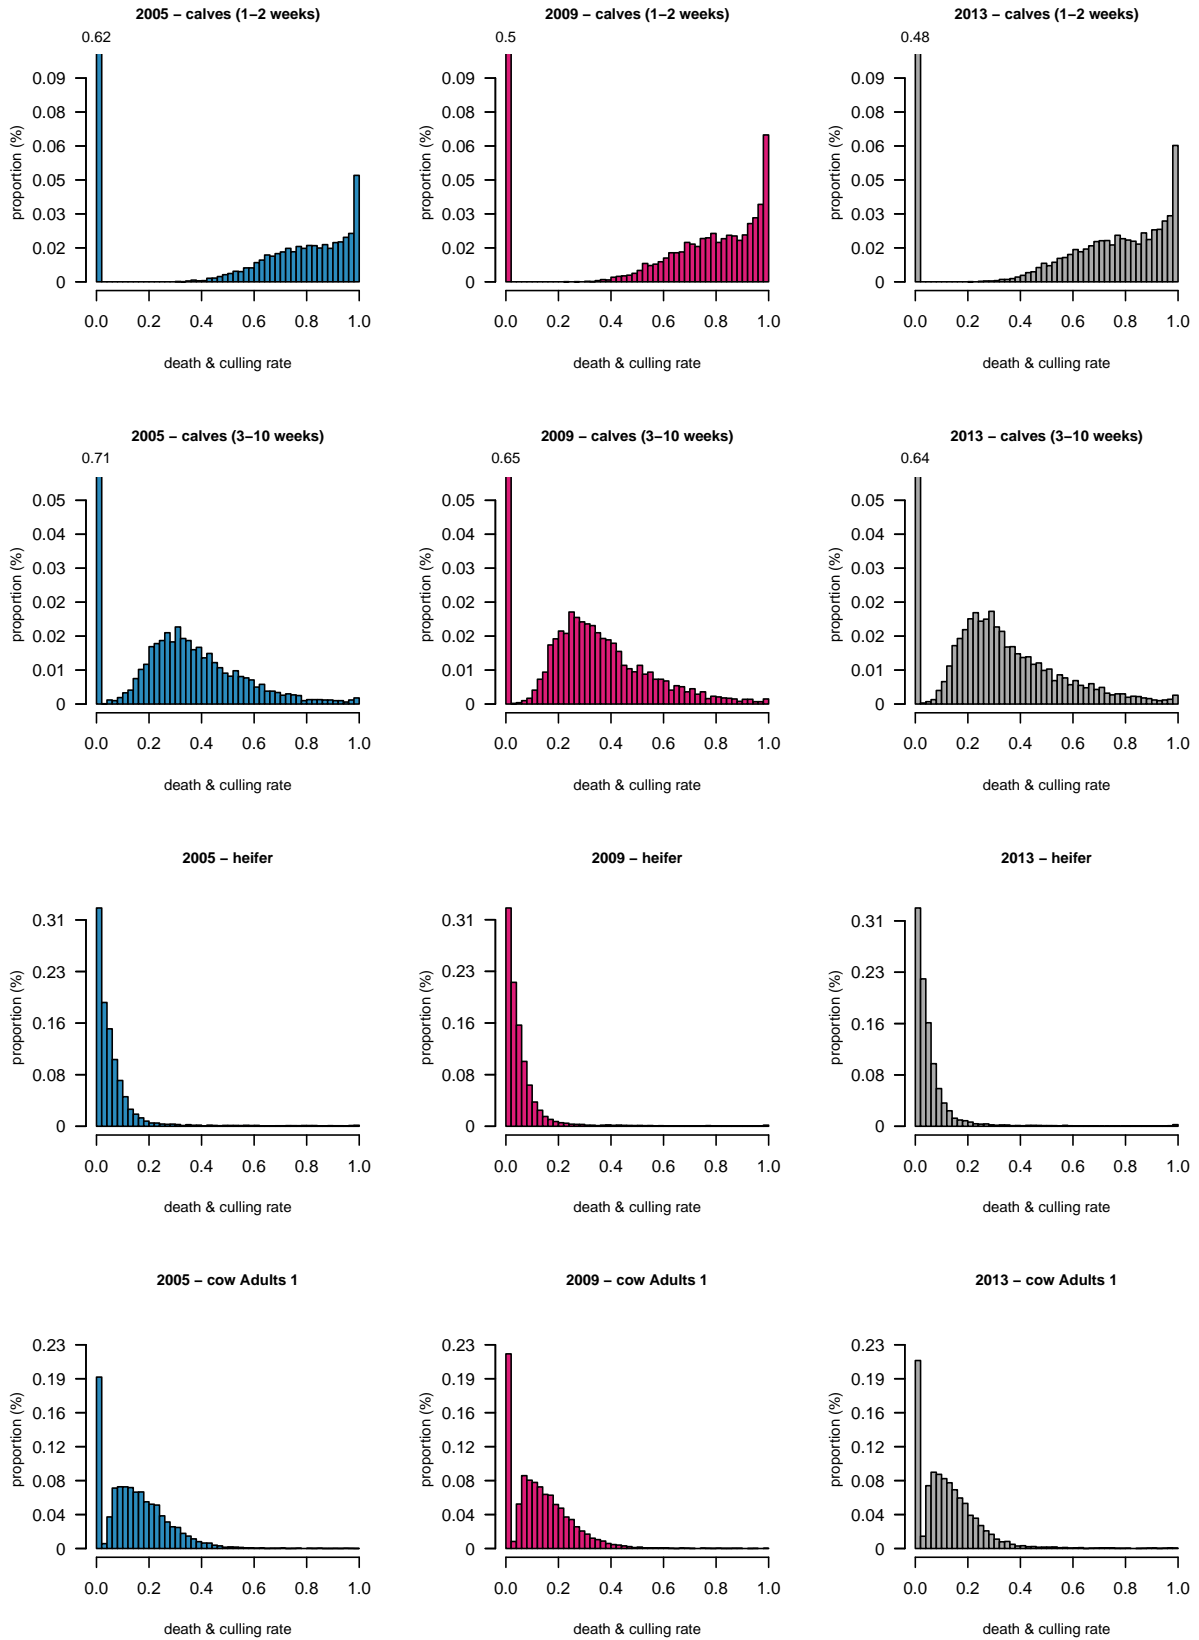 2005 – calves (1–2 weeks)
0.62
proportion (%)
0.09
0.08
0.06
0.05
0.03
0.02
0
0.0 0.2 0.4 0.6 0.8 1.0
death & culling rate
2009 – calves (1–2 weeks)
0.5
proportion (%)
0.09
0.08
0.06
0.05
0.03
0.02
0
0.0 0.2 0.4 0.6 0.8 1.0
death & culling rate
2013 – calves (1–2 weeks)
0.48
proportion (%)
0.09
0.08
0.06
0.05
0.03
0.02
0
0.0 0.2 0.4 0.6 0.8 1.0
death & culling rate
2005 – calves (3–10 weeks)
0.71
proportion (%)
0.05
0.04
0.03
0.02
0.02
0.01
0
0.0 0.2 0.4 0.6 0.8 1.0
death & culling rate
2009 – calves (3–10 weeks)
0.65
proportion (%)
0.05
0.04
0.03
0.02
0.02
0.01
0
0.0 0.2 0.4 0.6 0.8 1.0
death & culling rate
2013 – calves (3–10 weeks)
0.64
proportion (%)
0.05
0.04
0.03
0.02
0.02
0.01
0
0.0 0.2 0.4 0.6 0.8 1.0
death & culling rate
2005 – heifer
proportion (%)
0.31
0.23
0.16
0.08
0
0.0 0.2 0.4 0.6 0.8 1.0
death & culling rate
2009 – heifer
proportion (%)
0.31
0.23
0.16
0.08
0
0.0 0.2 0.4 0.6 0.8 1.0
death & culling rate
2013 – heifer
proportion (%)
0.31
0.23
0.16
0.08
0
0.0 0.2 0.4 0.6 0.8 1.0
death & culling rate
2005 – cow Adults 1
proportion (%)
0.23
0.19
0.16
0.12
0.08
0.04
0
0.0 0.2 0.4 0.6 0.8 1.0
death & culling rate
2009 – cow Adults 1
proportion (%)
0.23
0.19
0.16
0.12
0.08
0.04
0
0.0 0.2 0.4 0.6 0.8 1.0
death & culling rate
2013 – cow Adults 1
proportion (%)
0.23
0.19
0.16
0.12
0.08
0.04
0
0.0 0.2 0.4 0.6 0.8 1.0
death & culling rate